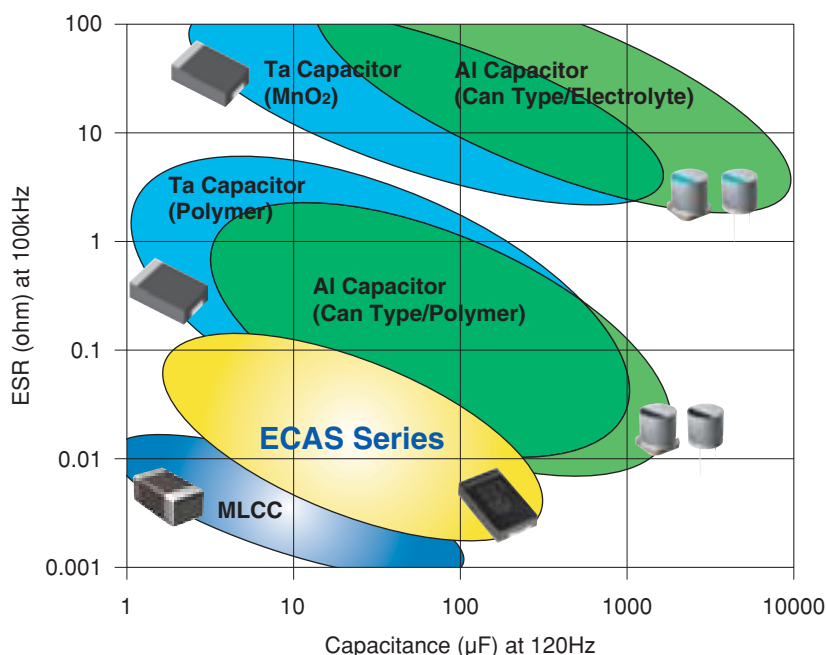 100
10
1
0.1
0.01
0.001
ESR (ohm) at 100kHz
Ta Capacitor
(MnO₂)
Al Capacitor
(Can Type/Electrolyte)
Ta Capacitor
(Polymer)
Al Capacitor
(Can Type/Polymer)
ECAS Series
MLCC
1 10 100 1000 10000
Capacitance (µF) at 120Hz